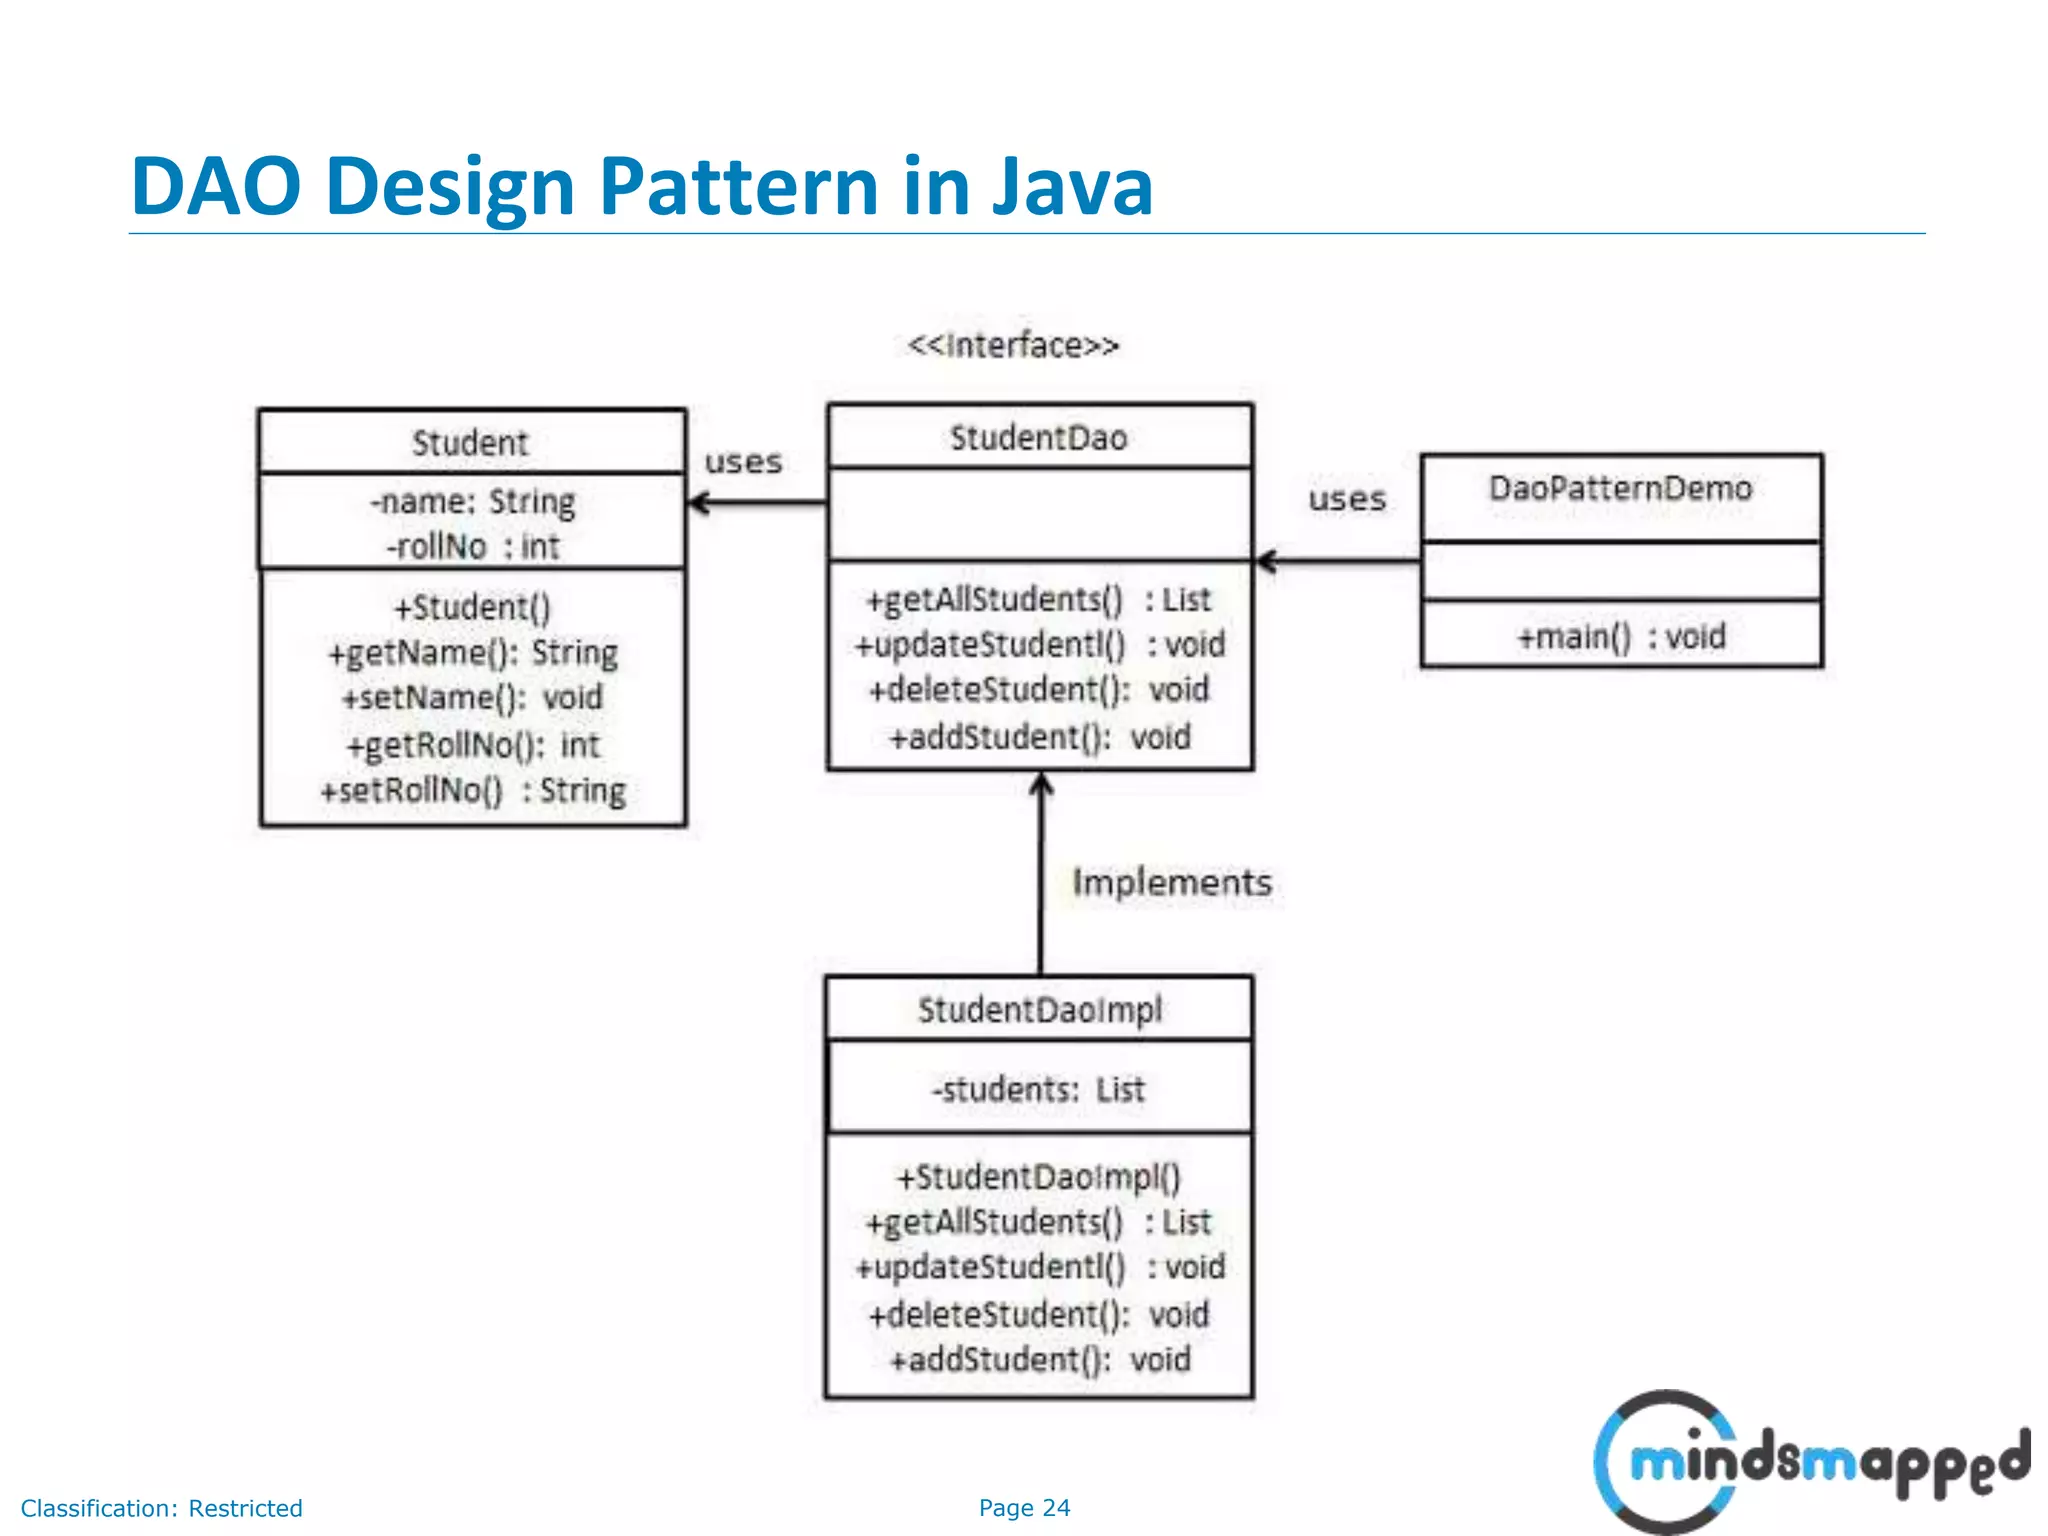 DAO Design Pattern in Java
<<Interface>>
Student
-name: String
-rollNo : int
+Student()
+getName(): String
+setName(): void
+getRollNo(): int
+setRollNo() : String
uses
StudentDao
+getAllStudents() : List
+updateStudentl() : void
+deleteStudent(): void
+addStudent(): void
uses
DaoPatternDemo
+main() : void
Implements
StudentDaoImpl
-students: List
+StudentDaoImpl()
+getAllStudents() : List
+updateStudentl() : void
+deleteStudent(): void
+addStudent(): void
mindsmapped
Classification: Restricted
Page 24